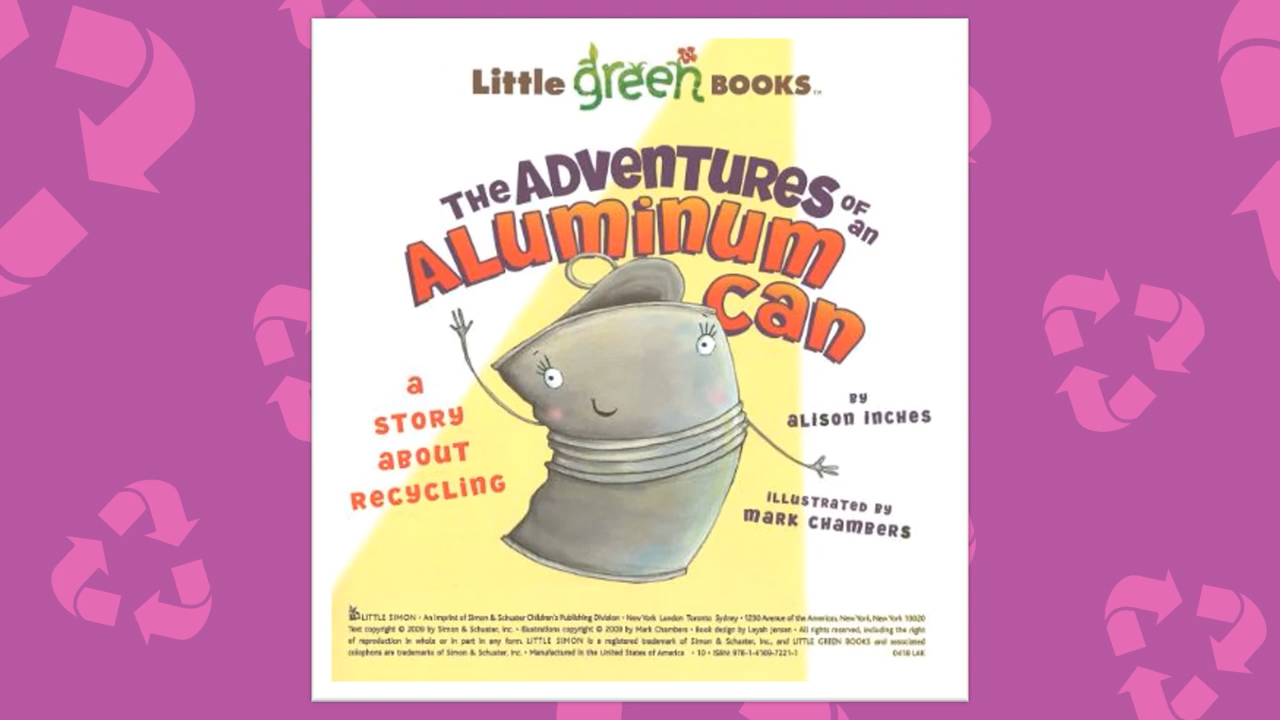 Little green BOOKS™
THE ADVENTURES OF an
ALUMINUM
can
a
STORY
ABOUT
RECYCLING
BY
ALISON INCHES
ILLUSTRATED BY
MARK CHAMBERS
LITTLE SIMON • An imprint of Simon & Schuster Children's Publishing Division • New York London Toronto Sydney • 1230 Avenue of the Americas, New York, New York 10020
Text copyright © 2009 by Simon & Schuster, Inc. • Illustrations copyright © 2009 by Mark Chambers • Book design by Leyah Jensen • All rights reserved, including the right
of reproduction in whole or in part in any form. LITTLE SIMON is a registered trademark of Simon & Schuster, Inc., and LITTLE GREEN BOOKS and associated
colophons are trademarks of Simon & Schuster, Inc. • Manufactured in the United States of America • 10 • ISBN: 978-1-4169-7221-1